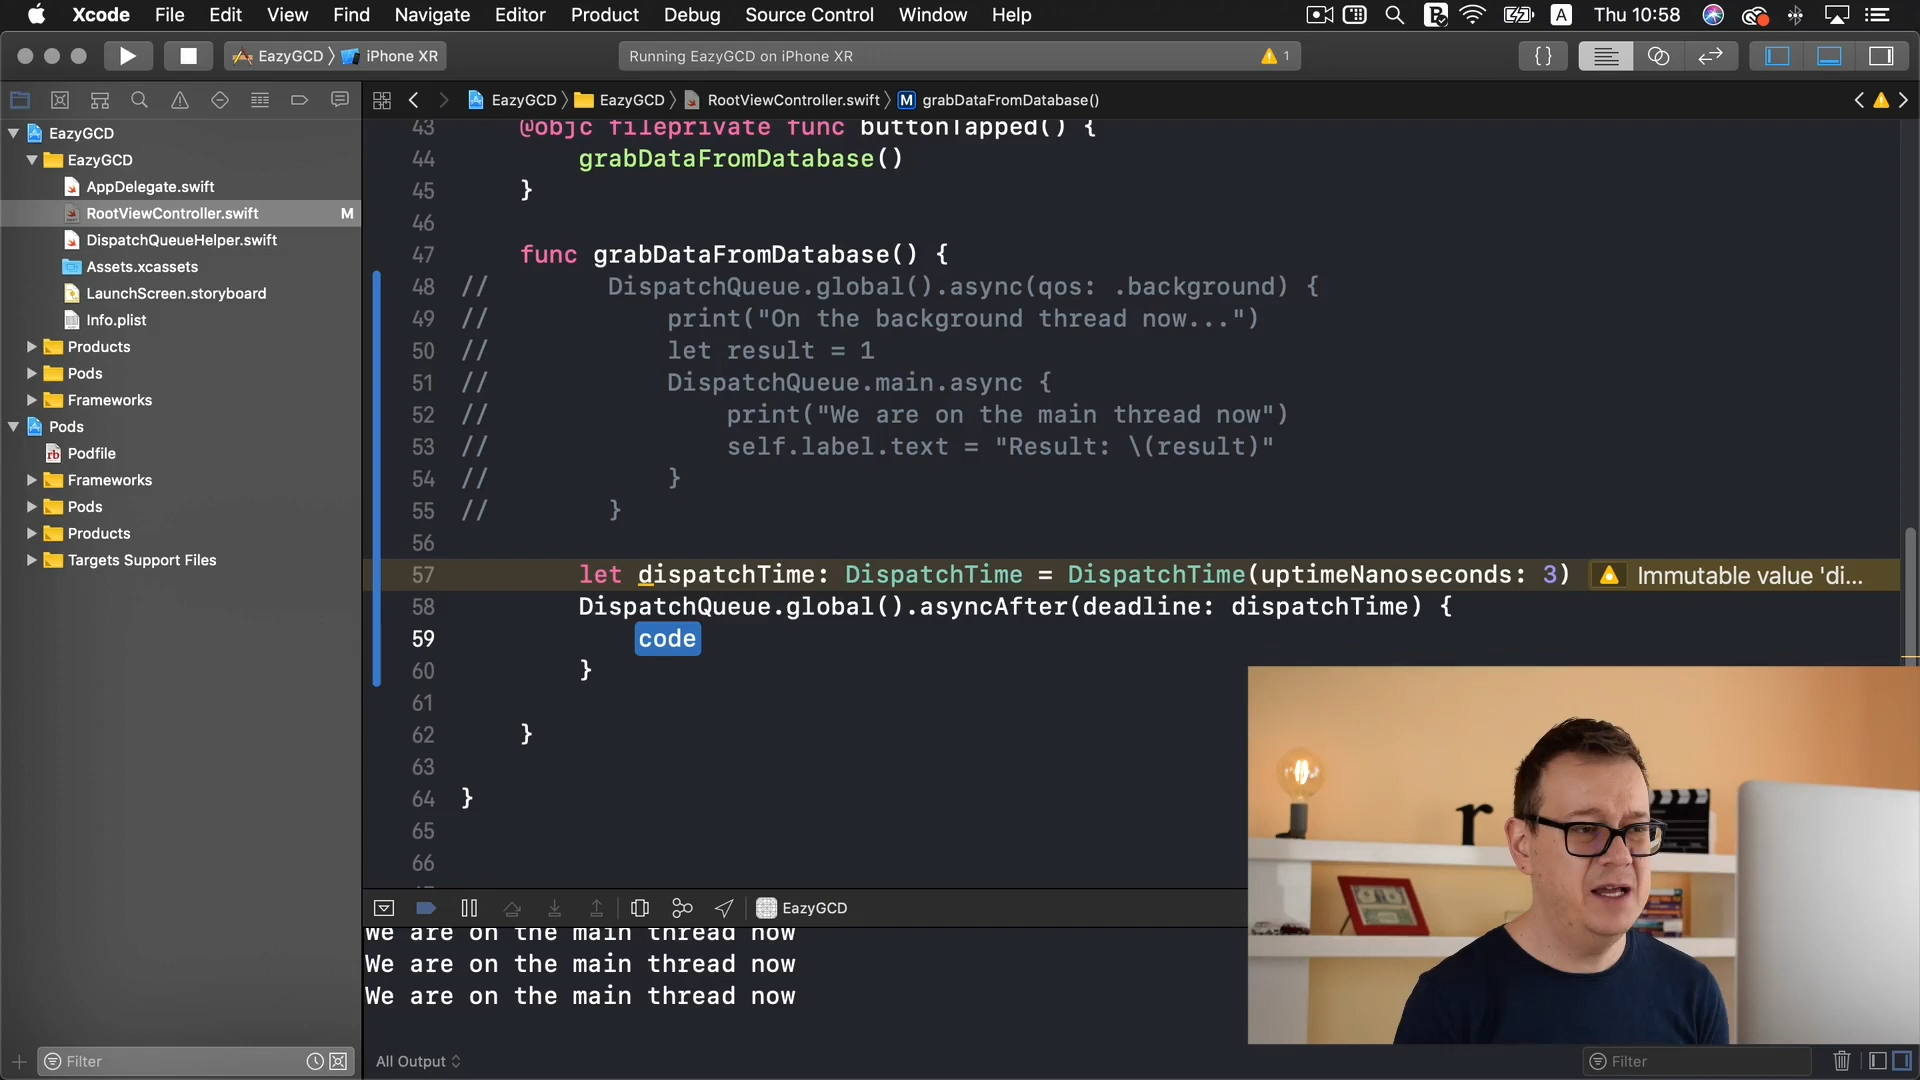 Xcode File Edit View Find Navigate Editor Product Debug Source Control Window Help A Thu 10:58
EazyGCD iPhone XR Running EazyGCD on iPhone XR 1 {}
EazyGCD EazyGCD RootViewController.swift M grabDataFromDatabase()
EazyGCD
EazyGCD
AppDelegate.swift
RootViewController.swift M
DispatchQueueHelper.swift
Assets.xcassets
LaunchScreen.storyboard
Info.plist
Products
Pods
Frameworks
Pods
rb Podfile
Frameworks
Pods
Products
Targets Support Files
Filter
43 @objc fileprivate func buttonTapped() {
44 grabDataFromDatabase()
45 }
46
47 func grabDataFromDatabase() {
48 // DispatchQueue.global().async(qos: .background) {
49 // print("On the background thread now...")
50 // let result = 1
51 // DispatchQueue.main.async {
52 // print("We are on the main thread now")
53 // self.label.text = "Result: \(result)"
54 // }
55 // }
56
57 let dispatchTime: DispatchTime = DispatchTime(uptimeNanoseconds: 3) Immutable value 'di...
58 DispatchQueue.global().asyncAfter(deadline: dispatchTime) {
59 code
60 }
61
62 }
63
64 }
65
66
EazyGCD
We are on the main thread now
We are on the main thread now
We are on the main thread now
All Output Filter